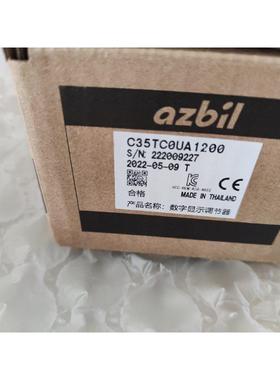 azbil
C35TC0UA1200
S/N: 222009227
2022-05-09 T
MADE IN THAILAND
合格
产品名称: 数字显示调节器